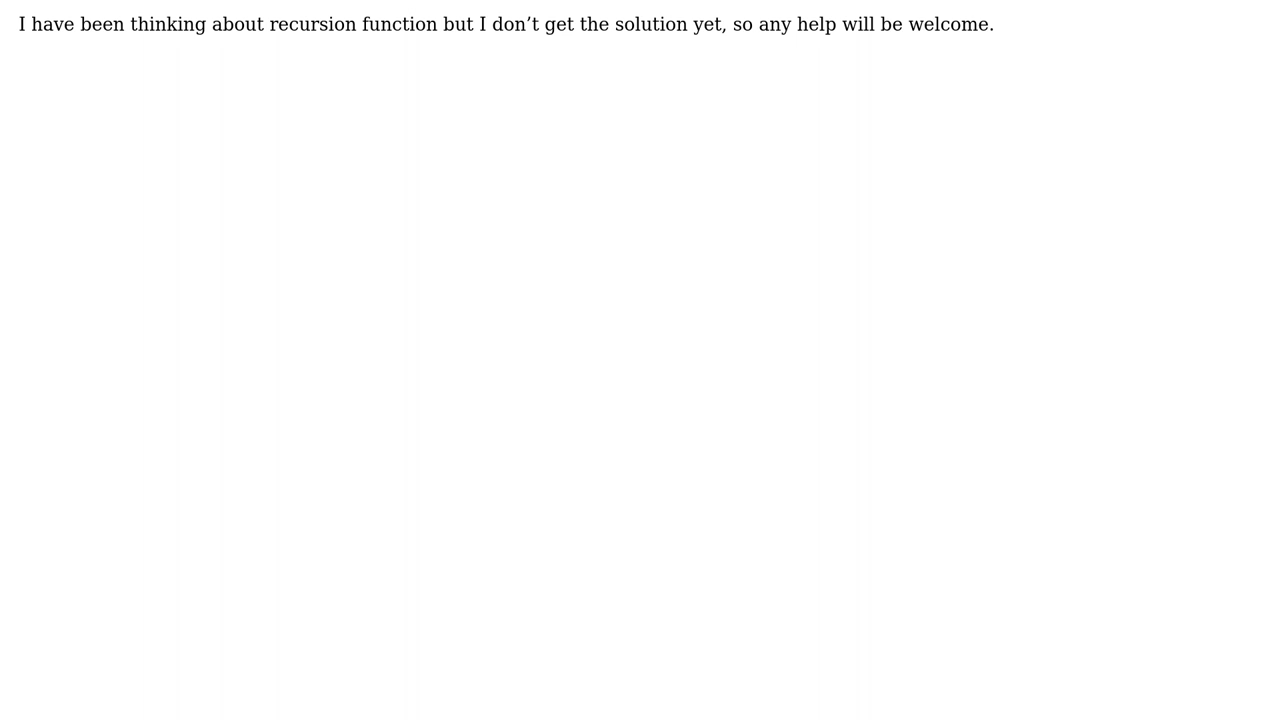 I have been thinking about recursion function but I don’t get the solution yet, so any help will be welcome.